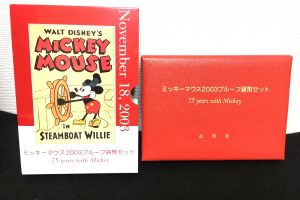 WALT DISNEY'S
MICKEY
MOUSE
in
STEAMBOAT WILLIE
November 18, 2003
ミッキーマウス2003プルーフ貨幣セット
75 years with Mickey
ミッキーマウス2003プルーフ貨幣セット
75 years with Mickey
造幣局